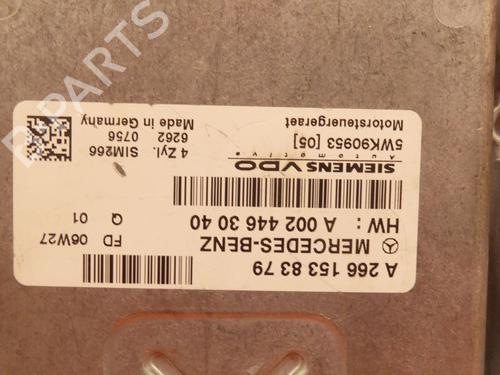 A 266 153 83 79
MERCEDES-BENZ
FD 06W27
HW : A 002 446 30 40
Q 01
SIEMENS VDO
Automotive
4 Zyl. SIM266
5WK90953 [05]
6262 0756
Motorsteuergeraet
Made in Germany
B PARTS